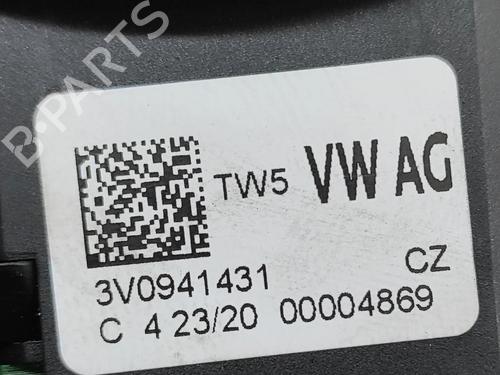 TW5 VW AG
3V0941431 CZ
C 4 23/20 00004869
B-Parts